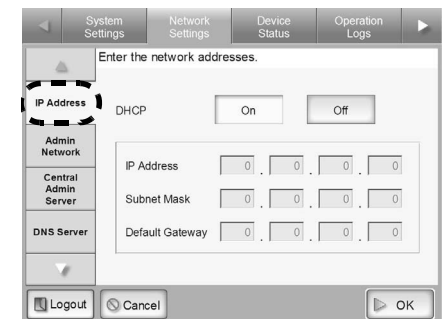 System
Settings
Network
Settings
Device
Status
Operation
Logs
Enter the network addresses.
IP Address
Admin
Network
Central
Admin
Server
DNS Server
DHCP
On
Off
IP Address 0 . 0 . 0 . 0
Subnet Mask 0 . 0 . 0 . 0
Default Gateway 0 . 0 . 0 . 0
Logout
Cancel
OK